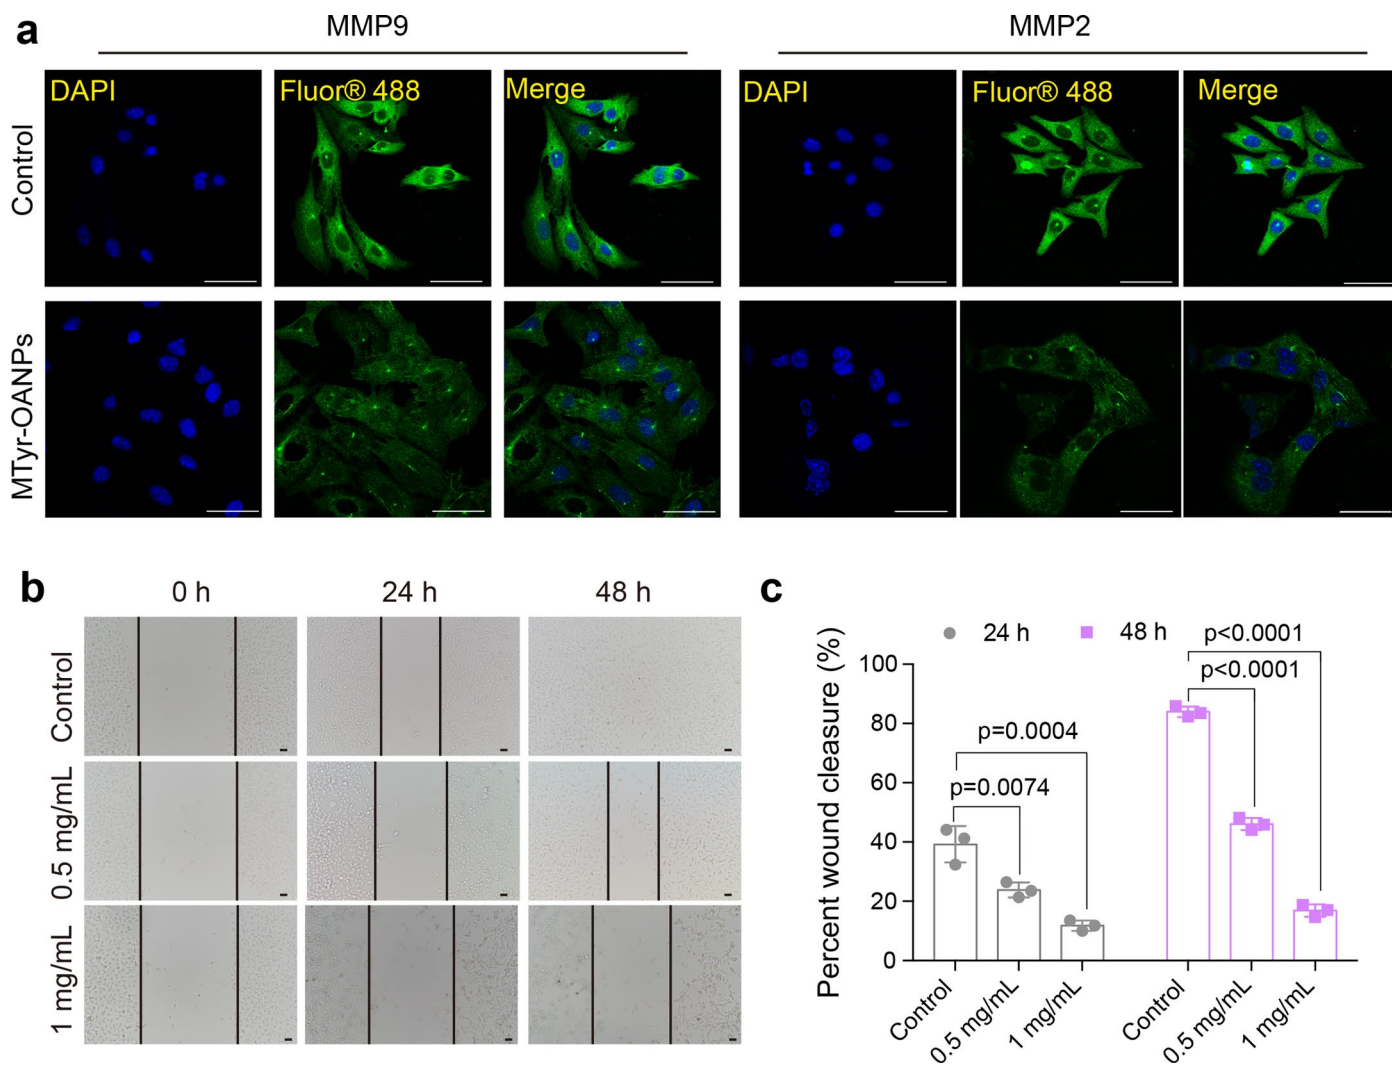 a
MMP9
MMP2
Control
DAPI
Fluor® 488
Merge
DAPI
Fluor® 488
Merge
MTyr-OANPs
b
0 h
24 h
48 h
Control
0.5 mg/mL
1 mg/mL
c
24 h
48 h
Percent wound cleasure (%)
100
80
60
40
20
0
p=0.0004
p=0.0074
p<0.0001
p<0.0001
Control
0.5 mg/mL
1 mg/mL
Control
0.5 mg/mL
1 mg/mL